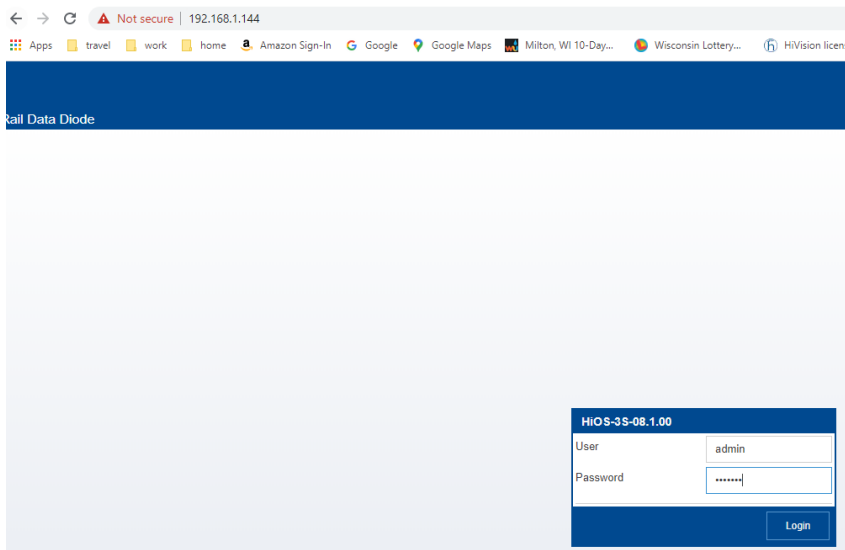 Not secure | 192.168.1.144
Apps travel work home Amazon Sign-In Google Google Maps Milton, WI 10-Day... Wisconsin Lottery... HiVision licen
Rail Data Diode
HiOS-3S-08.1.00
User admin
Password •••••••
Login